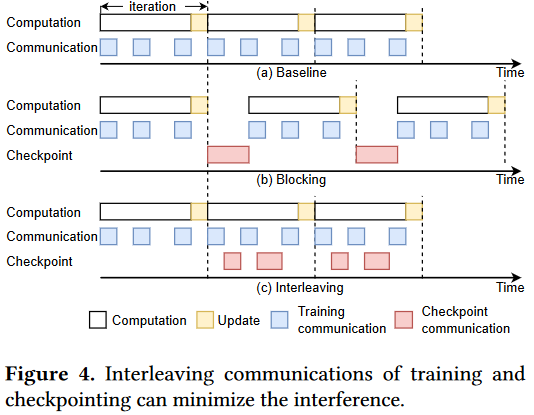 iteration
Computation
Communication
(a) Baseline
Time
Computation
Communication
Checkpoint
(b) Blocking
Time
Computation
Communication
Checkpoint
(c) Interleaving
Time
Computation
Update
Training
communication
Checkpoint
communication
Figure 4. Interleaving communications of training and
checkpointing can minimize the interference.